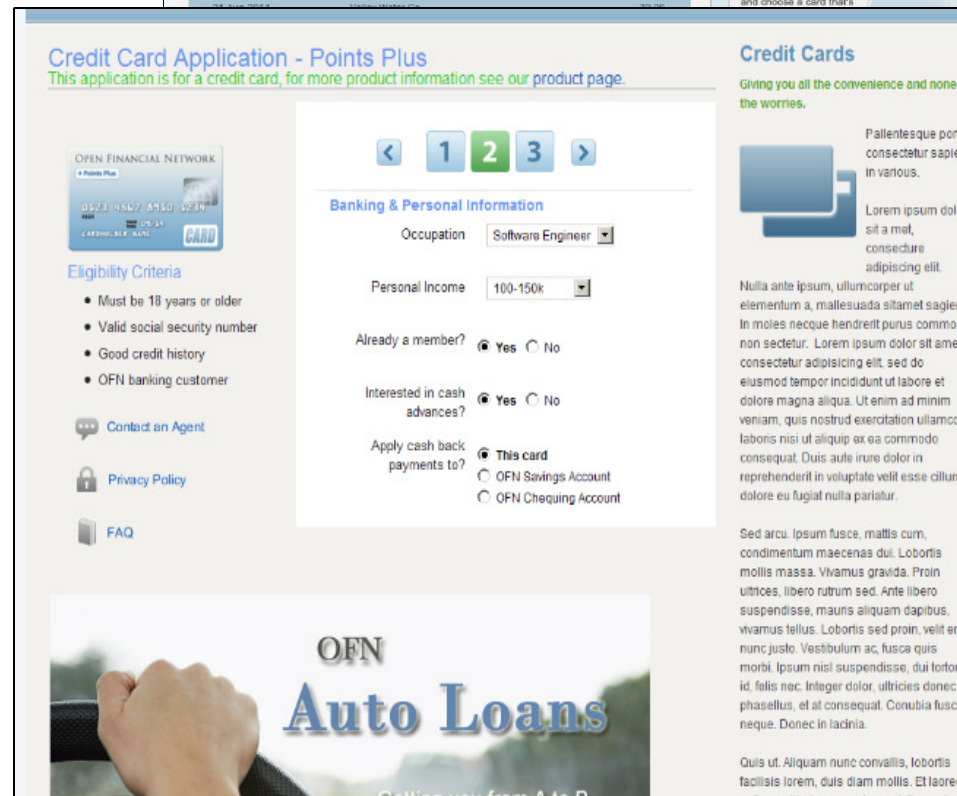 and choose a card that's
Credit Card Application - Points Plus
This application is for a credit card, for more product information see our product page.
OPEN FINANCIAL NETWORK
+ Points Plus
CARDHOLDER NAME
CARD
Eligibility Criteria
Must be 18 years or older
Valid social security number
Good credit history
OFN banking customer
Contact an Agent
Privacy Policy
FAQ
1 2 3
Banking & Personal Information
Occupation Software Engineer
Personal Income 100-150k
Already a member? Yes No
Interested in cash
advances? Yes No
Apply cash back
payments to? This card
OFN Savings Account
OFN Chequing Account
OFN
Auto Loans
Getting you from A to B
Credit Cards
Giving you all the convenience and none
the worries.
Pallentesque por
consectetur sapie
in various.
Lorem ipsum dol
sit a met,
consecture
adipiscing elit.
Nulla ante ipsum, ullumcorper ut
elementum a, mallesuada sitamet sagie
In moles necque hendrerit purus commo
non sectetur. Lorem ipsum dolor sit ame
consectetur adipisicing elit, sed do
eiusmod tempor incididunt ut labore et
dolore magna aliqua. Ut enim ad minim
veniam, quis nostrud exercitation ullamco
laboris nisi ut aliquip ex ea commodo
consequat. Duis aute irure dolor in
reprehenderit in voluptate velit esse cillum
dolore eu fugiat nulla pariatur.
Sed arcu. Ipsum fusce, mattis cum,
condimentum maecenas dui. Lobortis
mollis massa. Vivamus gravida. Proin
ultrices, libero rutrum sed. Ante libero
suspendisse, mauris aliquam dapibus,
vivamus tellus. Lobortis sed proin, velit er
nunc justo. Vestibulum ac, fusce quis
morbi. Ipsum nisl suspendisse, dui tortor
id, felis nec. Integer dolor, ultricies donec
phasellus, et at consequat. Conubia fusc
neque. Donec in lacinia.
Quis ut. Aliquam nunc convallis, lobortis
facilisis lorem, duis diam mollis. Et laore